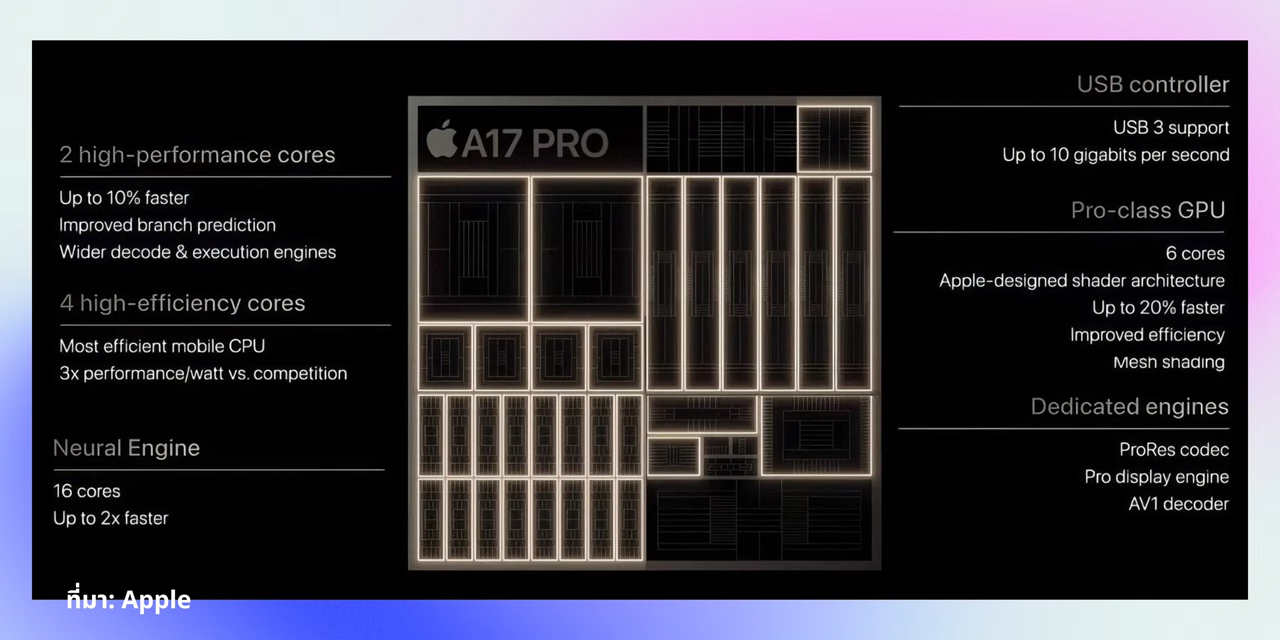 A17 PRO
2 high-performance cores
Up to 10% faster
Improved branch prediction
Wider decode & execution engines
4 high-efficiency cores
Most efficient mobile CPU
3x performance/watt vs. competition
Neural Engine
16 cores
Up to 2x faster
USB controller
USB 3 support
Up to 10 gigabits per second
Pro-class GPU
6 cores
Apple-designed shader architecture
Up to 20% faster
Improved efficiency
Mesh shading
Dedicated engines
ProRes codec
Pro display engine
AV1 decoder
ที่มา: Apple